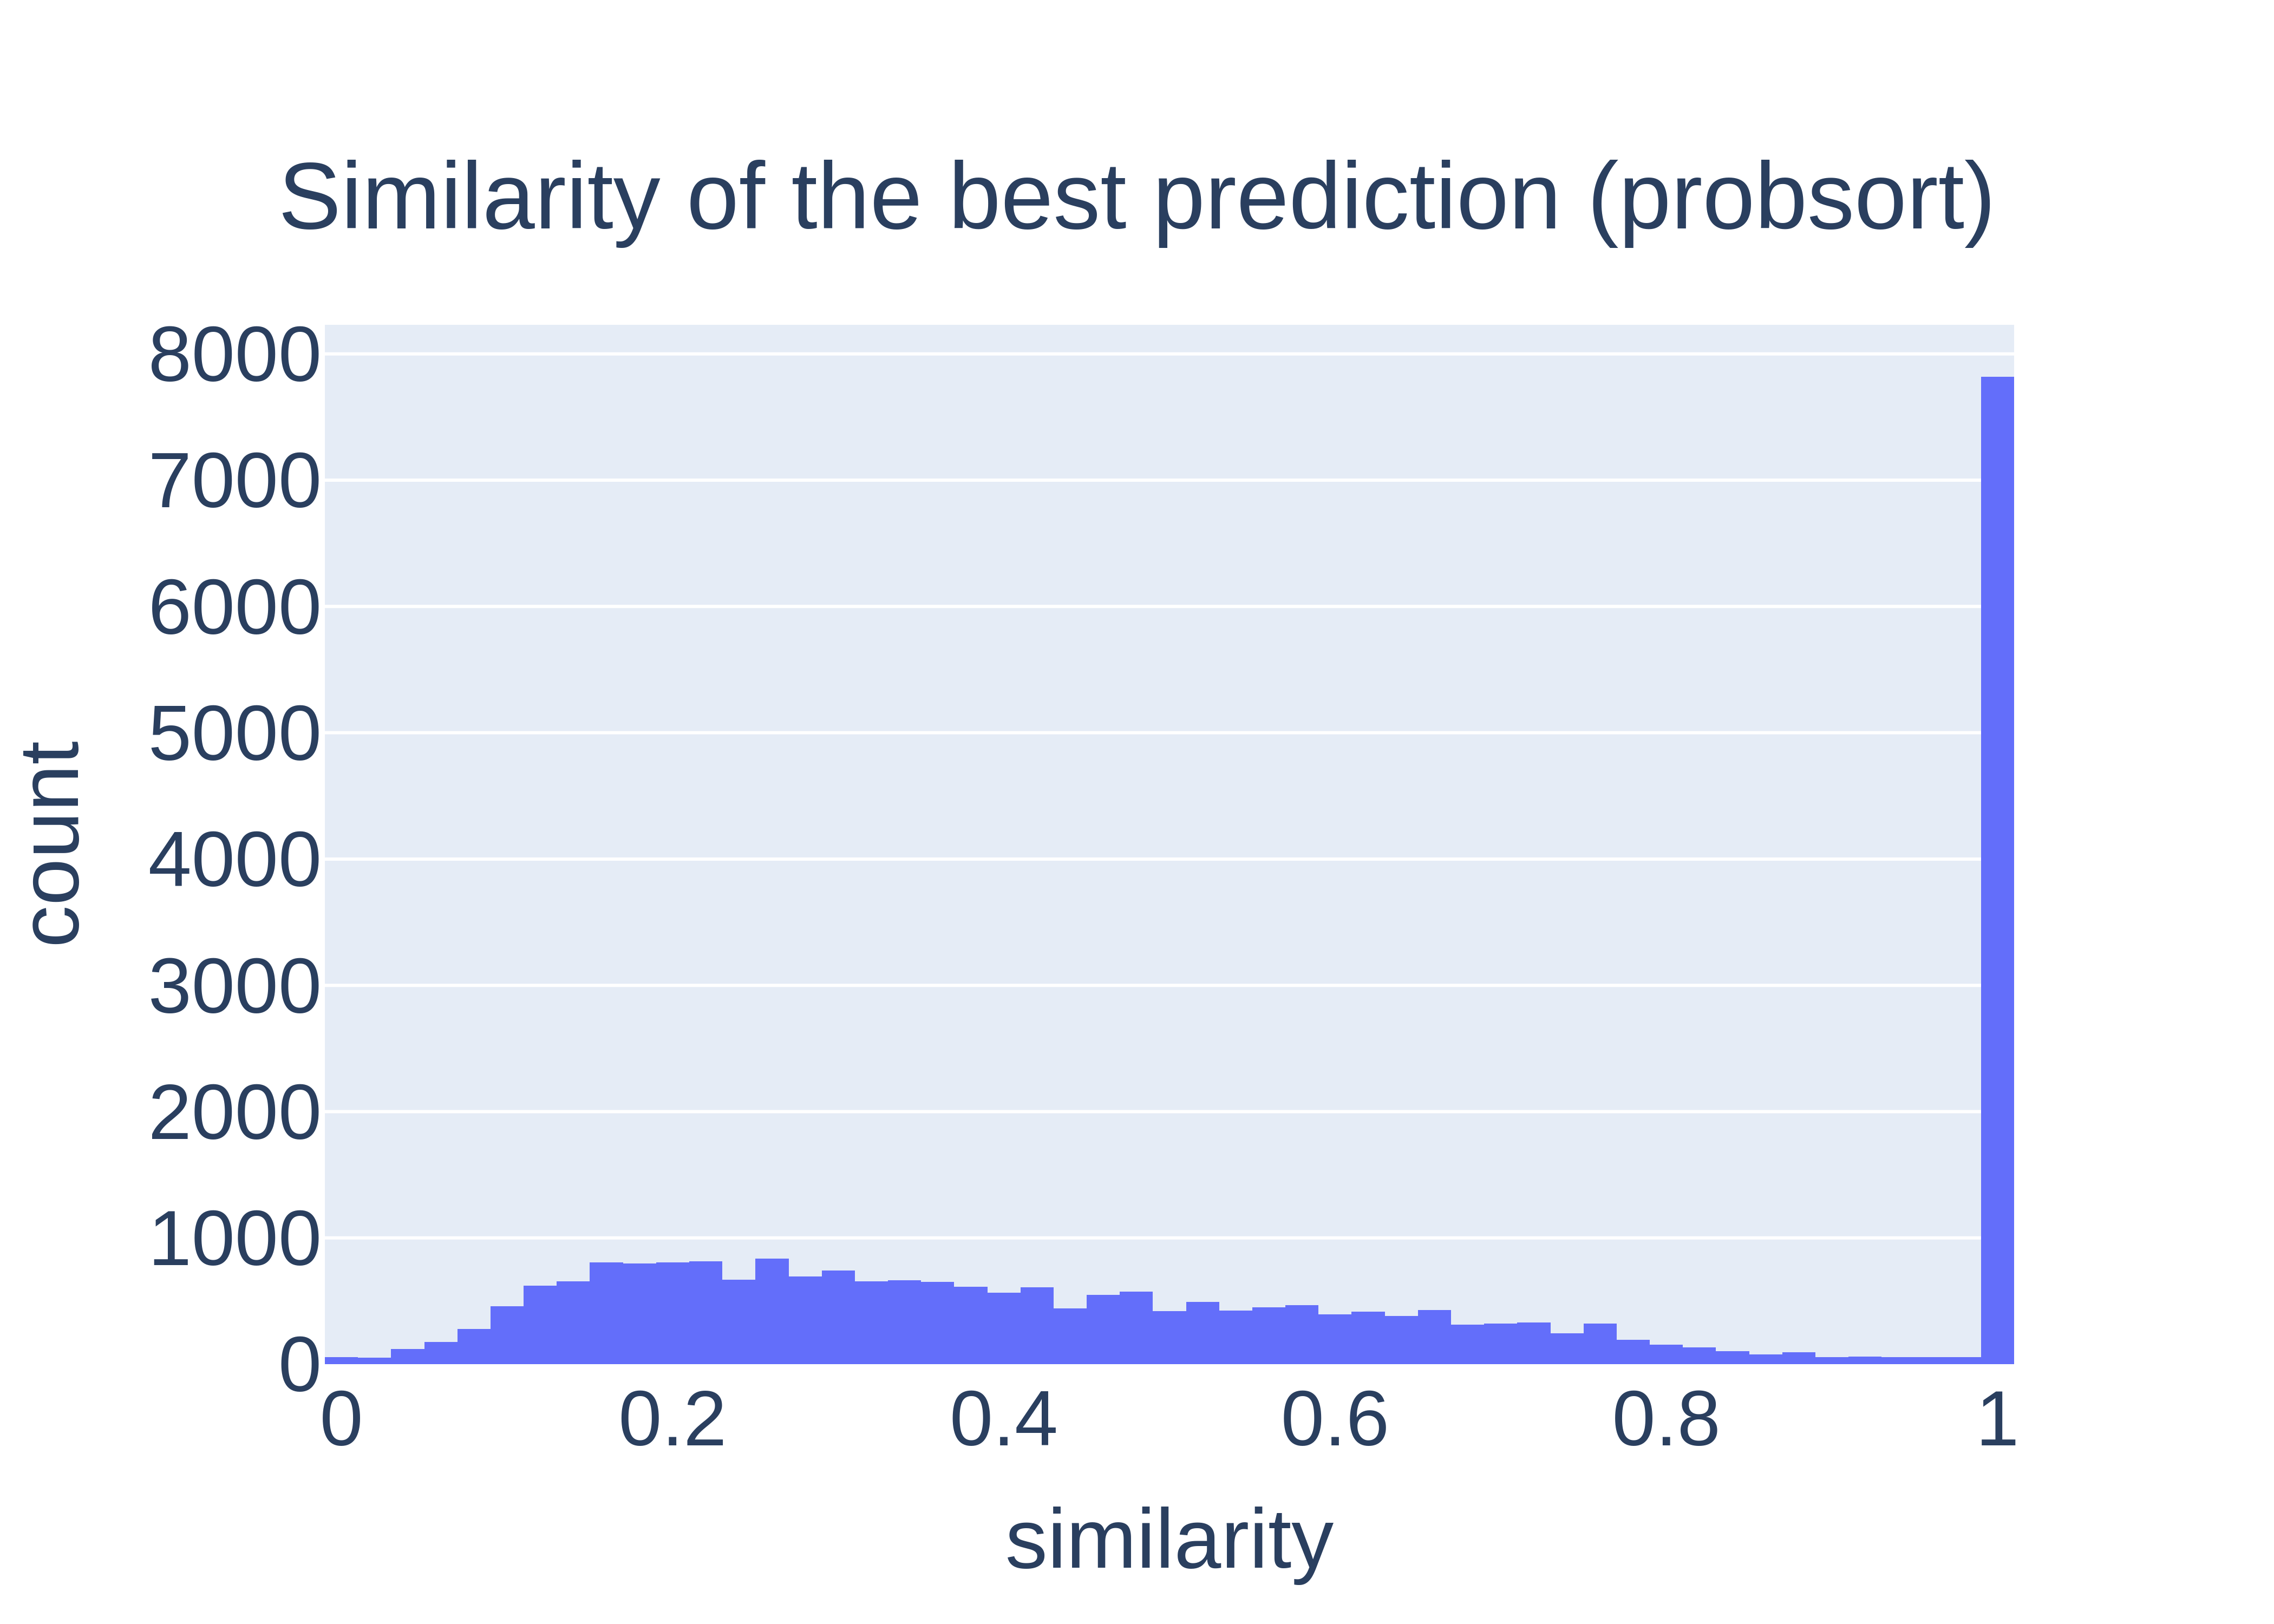 Similarity of the best prediction (probsort)
8000
7000
6000
5000
4000
3000
2000
1000
0
count
0 0.2 0.4 0.6 0.8 1
similarity